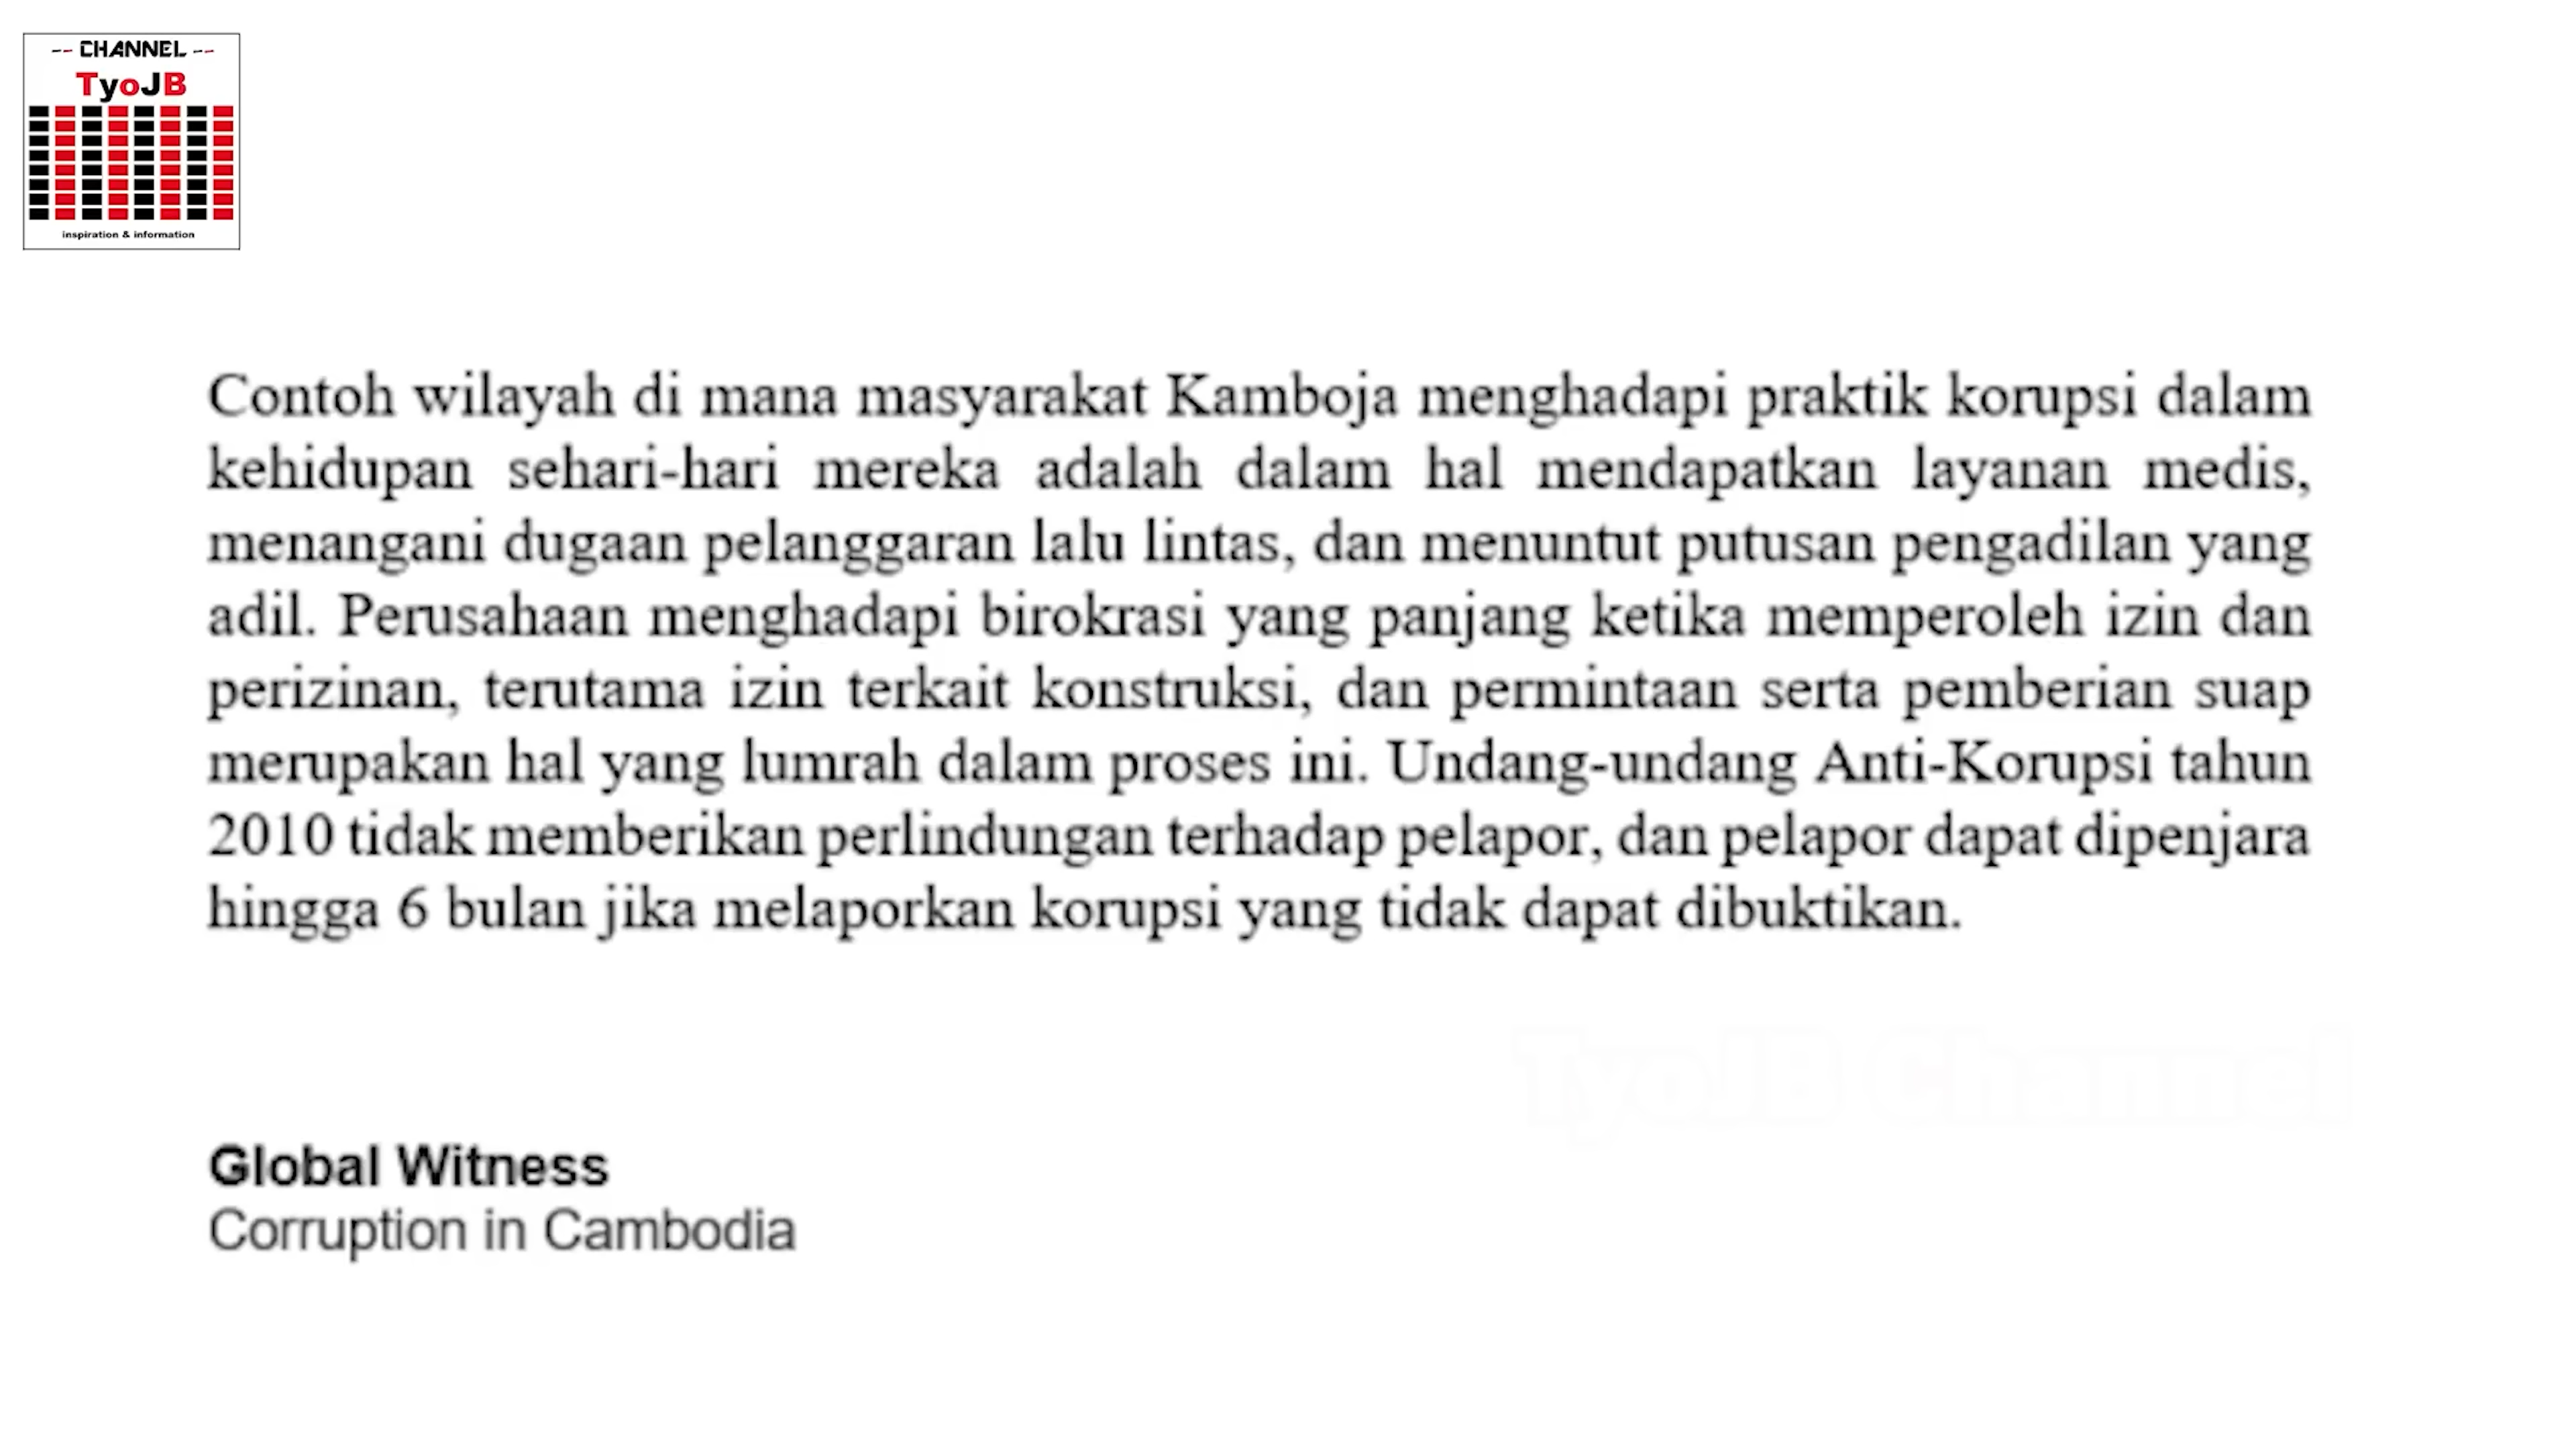 -- CHANNEL --
TyoJB
inspiration & information
Contoh wilayah di mana masyarakat Kamboja menghadapi praktik korupsi dalam
kehidupan sehari-hari mereka adalah dalam hal mendapatkan layanan medis,
menangani dugaan pelanggaran lalu lintas, dan menuntut putusan pengadilan yang
adil. Perusahaan menghadapi birokrasi yang panjang ketika memperoleh izin dan
perizinan, terutama izin terkait konstruksi, dan permintaan serta pemberian suap
merupakan hal yang lumrah dalam proses ini. Undang-undang Anti-Korupsi tahun
2010 tidak memberikan perlindungan terhadap pelapor, dan pelapor dapat dipenjara
hingga 6 bulan jika melaporkan korupsi yang tidak dapat dibuktikan.
TyoJB Channel
Global Witness
Corruption in Cambodia